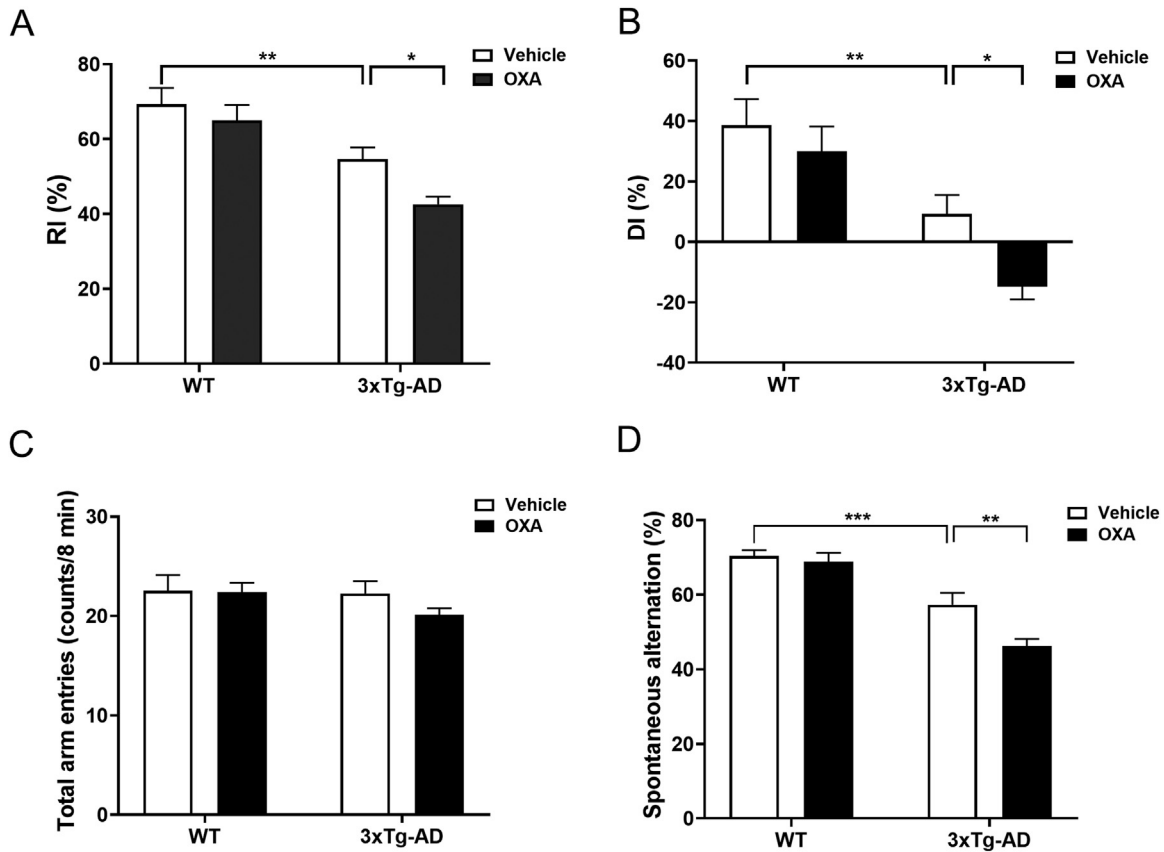 A
RI (%)
80
60
40
20
0
**
*
Vehicle
OXA
WT
3xTg-AD
B
DI (%)
60
40
20
0
-20
-40
**
*
Vehicle
OXA
WT
3xTg-AD
C
Total arm entries (counts/8 min)
30
20
10
0
Vehicle
OXA
WT
3xTg-AD
D
Spontaneous alternation (%)
80
60
40
20
0
***
**
Vehicle
OXA
WT
3xTg-AD